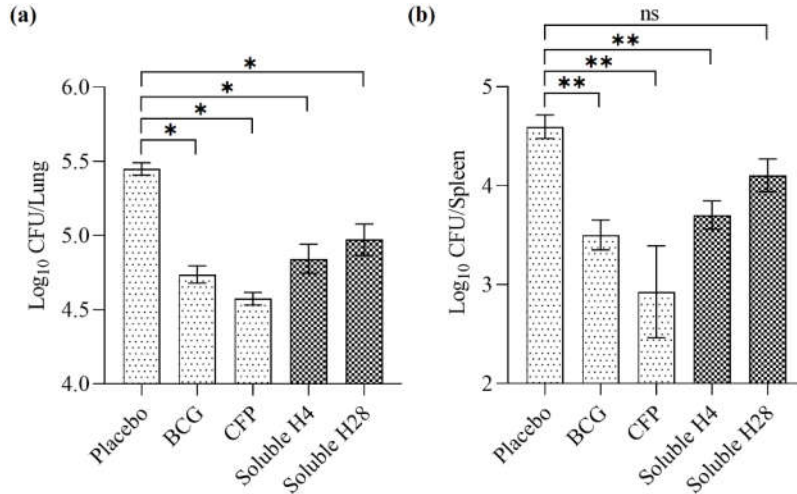 (a)
*
*
*
*
6.0
5.5
5.0
4.5
4.0
Log10 CFU/Lung
Placebo
BCG
CFP
Soluble H4
Soluble H28
(b)
ns
**
**
**
5
4
3
2
Log10 CFU/Spleen
Placebo
BCG
CFP
Soluble H4
Soluble H28